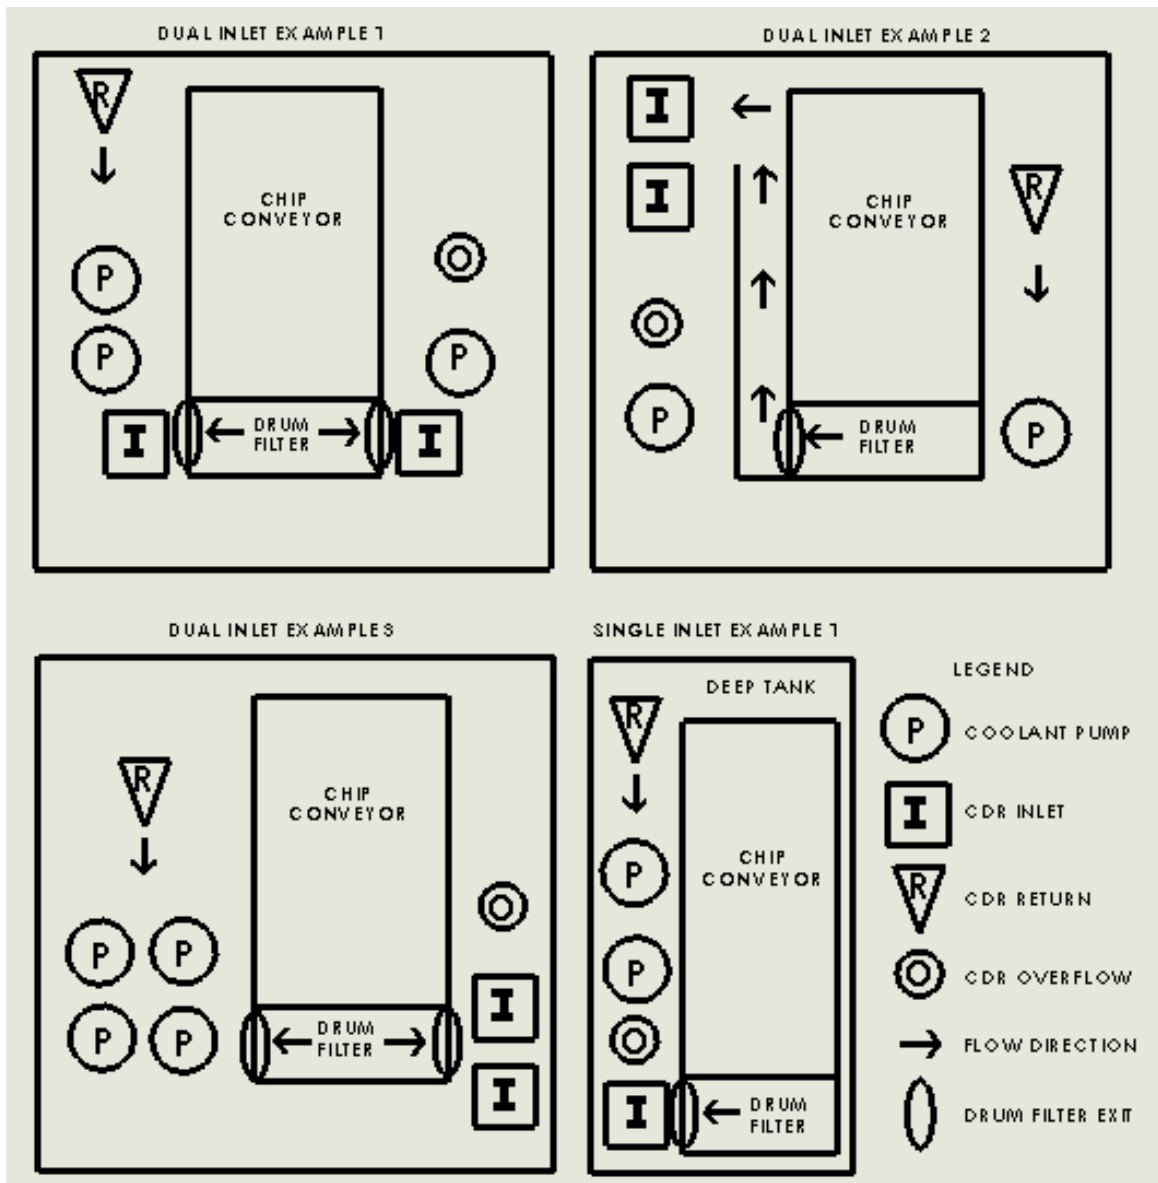 DUAL INLET EXAMPLE 1
R
CHIP
CONVEYOR
P
O
P
P
I
DRUM
FILTER
I
DUAL INLET EXAMPLE 2
I
I
CHIP
CONVEYOR
R
O
P
DRUM
FILTER
P
DUAL INLET EXAMPLE 3
R
CHIP
CONVEYOR
O
P P
P P
DRUM
FILTER
I
I
SINGLE INLET EXAMPLE 1
DEEP TANK
R
P
CHIP
CONVEYOR
P
O
I
DRUM
FILTER
LEGEND
P COOLANT PUMP
I CDR INLET
R CDR RETURN
O CDR OVERFLOW
FLOW DIRECTION
DRUM FILTER EXIT